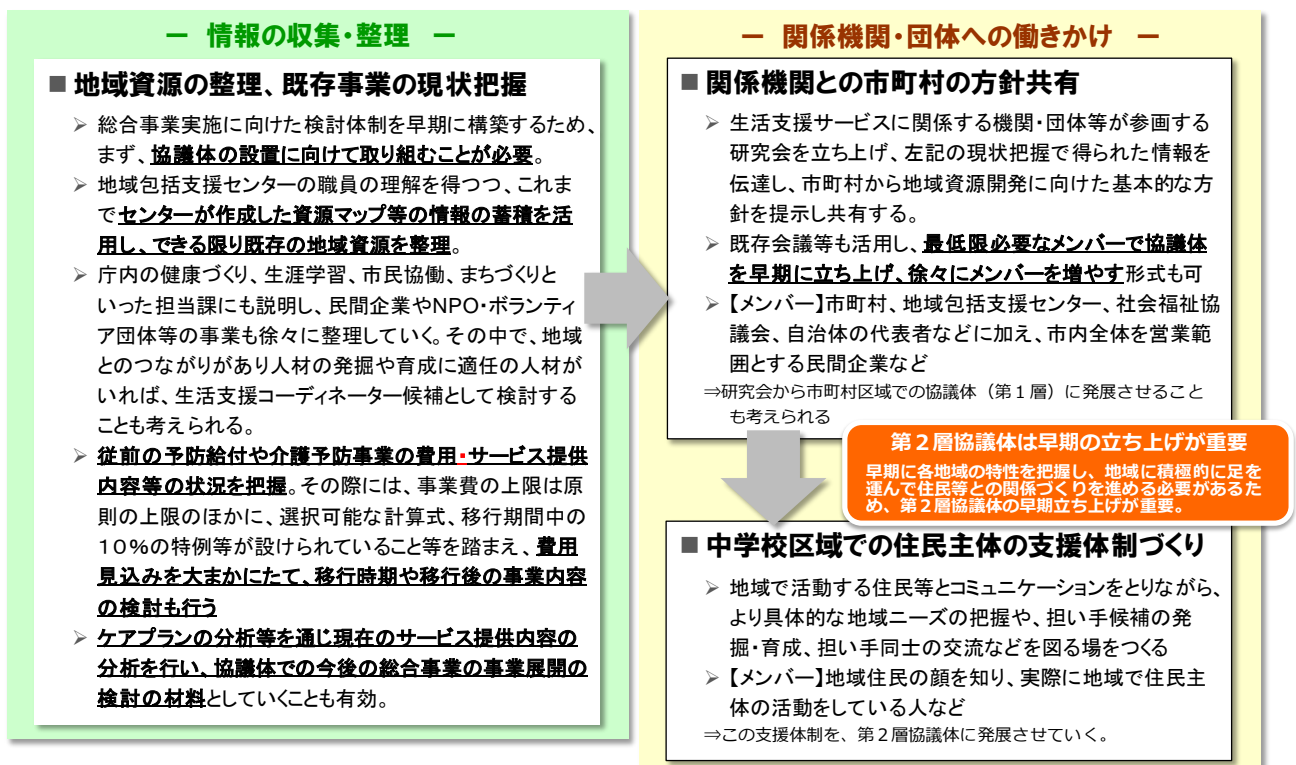 － 情報の収集・整理 －
■ 地域資源の整理、既存事業の現状把握
➢ 総合事業実施に向けた検討体制を早期に構築するため、
まず、協議体の設置に向けて取り組むことが必要。
➢ 地域包括支援センターの職員の理解を得つつ、これま
でセンターが作成した資源マップ等の情報の蓄積を活
用し、できる限り既存の地域資源を整理。
➢ 庁内の健康づくり、生涯学習、市民協働、まちづくりと
いった担当課にも説明し、民間企業やNPO・ボランティ
ア団体等の事業も徐々に整理していく。その中で、地域
とのつながりがあり人材の発掘や育成に適任の人材が
いれば、生活支援コーディネーター候補として検討する
ことも考えられる。
➢ 従前の予防給付や介護予防事業の費用・サービス提供
内容等の状況を把握。その際には、事業費の上限は原
則の上限のほかに、選択可能な計算式、移行期間中の
１０％の特例等が設けられていること等を踏まえ、費用
見込みを大まかにたて、移行時期や移行後の事業内容
の検討も行う
➢ ケアプランの分析等を通じ現在のサービス提供内容の
分析を行い、協議体での今後の総合事業の事業展開の
検討の材料としていくことも有効。
－ 関係機関・団体への働きかけ －
■ 関係機関との市町村の方針共有
➢ 生活支援サービスに関係する機関・団体等が参画する
研究会を立ち上げ、左記の現状把握で得られた情報を
伝達し、市町村から地域資源開発に向けた基本的な方
針を提示し共有する。
➢ 既存会議等も活用し、最低限必要なメンバーで協議体
を早期に立ち上げ、徐々にメンバーを増やす形式も可
➢ 【メンバー】市町村、地域包括支援センター、社会福祉協
議会、自治体の代表者などに加え、市内全体を営業範
囲とする民間企業など
⇒研究会から市町村区域での協議体（第１層）に発展させること
も考えられる
第２層協議体は早期の立ち上げが重要
早期に各地域の特性を把握し、地域に積極的に足を
運んで住民等との関係づくりを進める必要があるた
め、第２層協議体の早期立ち上げが重要。
■ 中学校区域での住民主体の支援体制づくり
➢ 地域で活動する住民等とコミュニケーションをとりながら、
より具体的な地域ニーズの把握や、担い手候補の発
掘・育成、担い手同士の交流などを図る場をつくる
➢ 【メンバー】地域住民の顔を知り、実際に地域で住民主
体の活動をしている人など
⇒この支援体制を、第２層協議体に発展させていく。